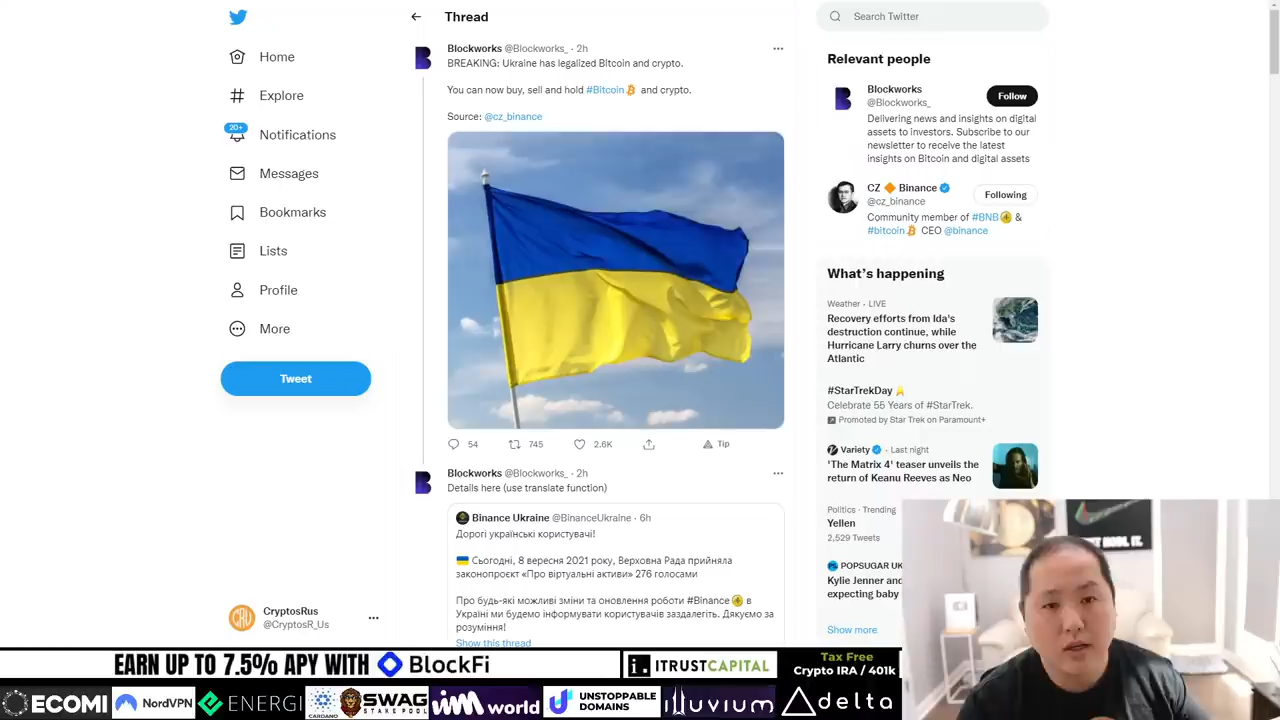 Home
Explore
20+
Notifications
Messages
Bookmarks
Lists
Profile
More
Tweet
CryptosRus
@CryptosR_Us
Thread
Blockworks @Blockworks_ · 2h
BREAKING: Ukraine has legalized Bitcoin and crypto.
You can now buy, sell and hold #Bitcoin and crypto.
Source: @cz_binance
54
745
2.6K
Tip
Blockworks @Blockworks_ · 2h
Details here (use translate function)
Binance Ukraine @BinanceUkraine · 6h
Дорогі українські користувачі!
Сьогодні, 8 вересня 2021 року, Верховна Рада прийняла
законопроєкт «Про віртуальні активи» 276 голосами
Про будь-які можливі зміни та оновлення роботи #Binance в
Україні ми будемо інформувати користувачів заздалегідь. Дякуємо за
розуміння!
Show this thread
Search Twitter
Relevant people
Blockworks
@Blockworks_
Follow
Delivering news and insights on digital
assets to investors. Subscribe to our
newsletter to receive the latest
insights on Bitcoin and digital assets
CZ Binance
@cz_binance
Following
Community member of #BNB &
#bitcoin CEO @binance
What's happening
Weather · LIVE
Recovery efforts from Ida's
destruction continue, while
Hurricane Larry churns over the
Atlantic
#StarTrekDay
Celebrate 55 Years of #StarTrek.
Promoted by Star Trek on Paramount+
Variety · Last night
'The Matrix 4' teaser unveils the
return of Keanu Reeves as Neo
Politics · Trending
Yellen
2,529 Tweets
POPSUGAR UK
Kylie Jenner and
expecting baby
Show more
EARN UP TO 7.5% APY WITH BlockFi
ITRUSTCAPITAL
Tax Free
Crypto IRA / 401k
ECOMI
NordVPN
ENERGI
CARDANO
SWAG
STAKE POOL
world
UNSTOPPABLE
DOMAINS
illuvium
delta